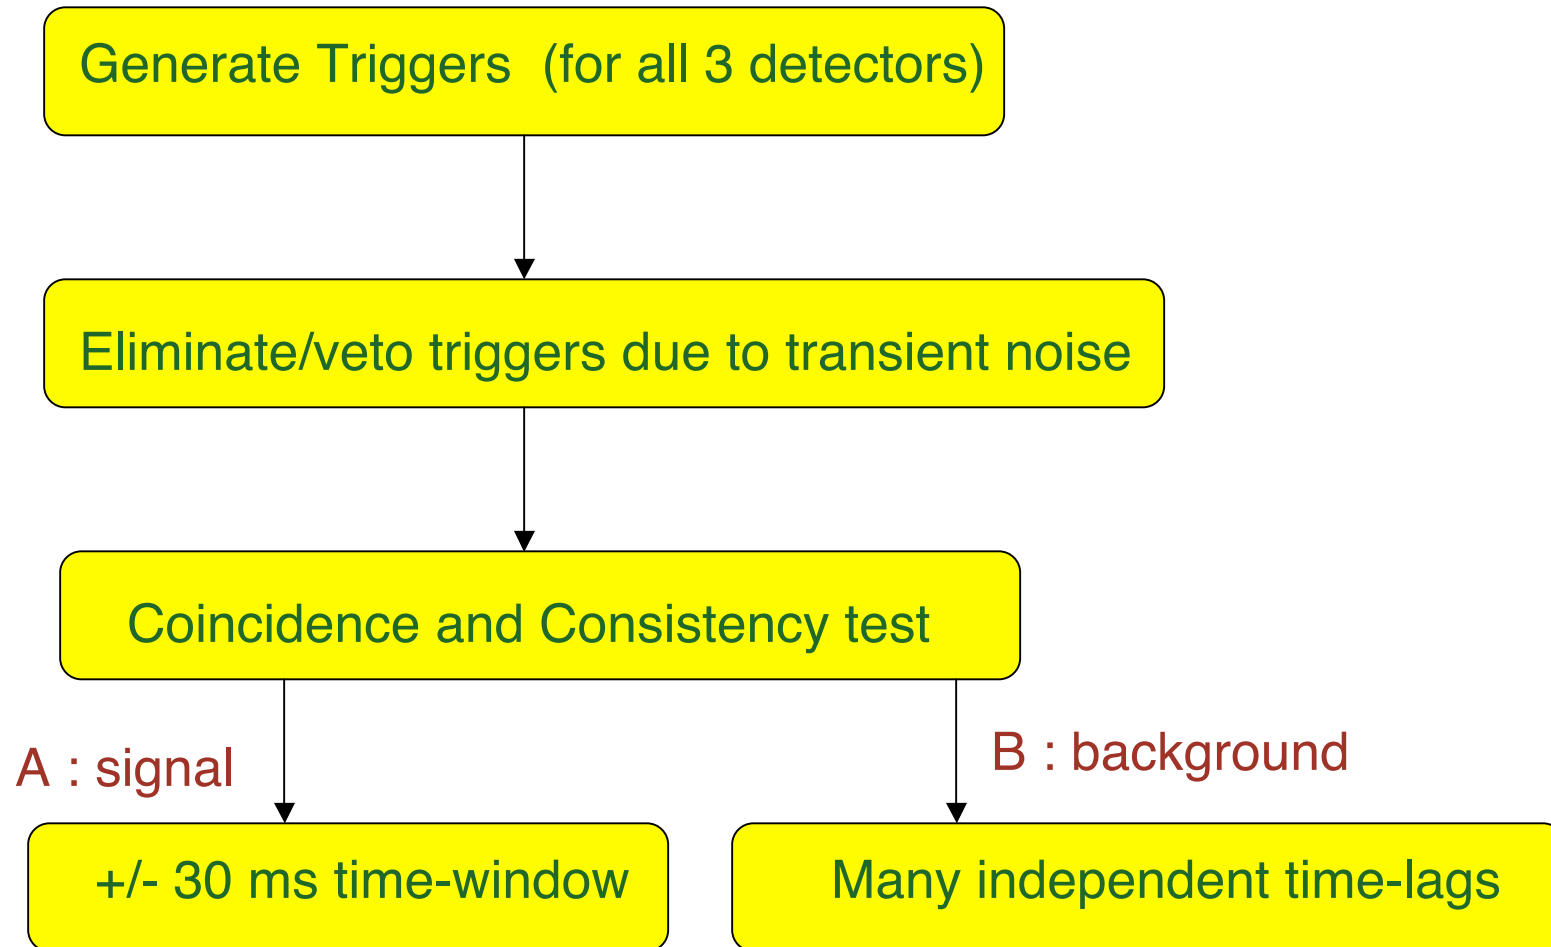 Generate Triggers  (for all 3 detectors)
Eliminate/veto triggers due to transient noise
Coincidence and Consistency test
A : signal
B : background
+/- 30 ms time-window
Many independent time-lags